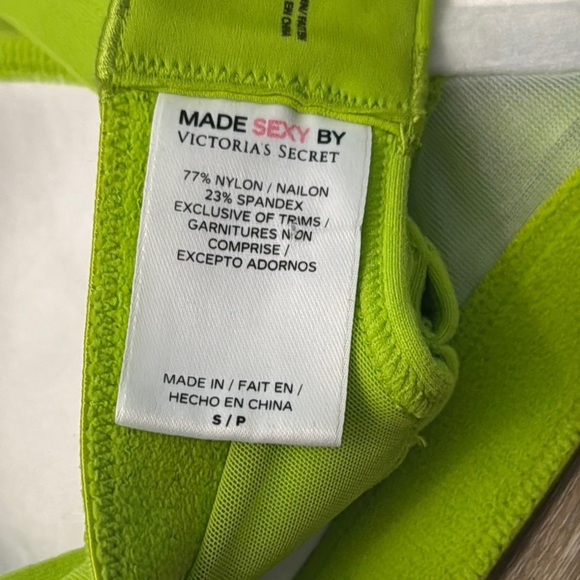 MADE SEXY BY
VICTORIA'S SECRET
77% NYLON / NAILON
23% SPANDEX
EXCLUSIVE OF TRIMS /
GARNITURES NON
COMPRISE /
EXCEPTO ADORNOS
MADE IN / FAIT EN /
HECHO EN CHINA
S / P